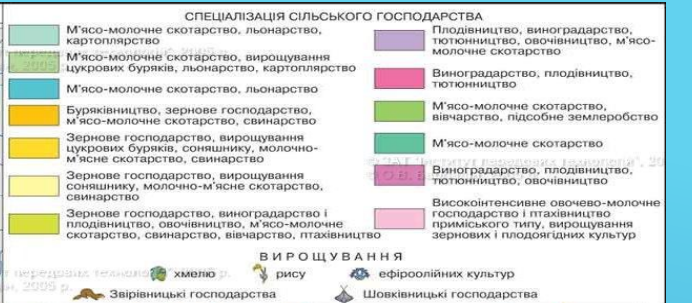 СПЕЦІАЛІЗАЦІЯ СІЛЬСЬКОГО ГОСПОДАРСТВА
М'ясо-молочне скотарство, льонарство,
картоплярство
М'ясо-молочне скотарство, вирощування
цукрових буряків, льонарство, картоплярство
М'ясо-молочне скотарство, льонарство
Буряківництво, зернове господарство,
м'ясо-молочне скотарство, свинарство
Зернове господарство, вирощування
цукрових буряків, соняшнику, молочно-
м'ясне скотарство, свинарство
Зернове господарство, вирощування
соняшнику, молочно-м'ясне скотарство,
свинарство
Зернове господарство, виноградарство і
плодівництво, овочівництво, м'ясо-молочне
скотарство, свинарство, вівчарство, птахівництво
Плодівництво, виноградарство,
тютюнництво, овочівництво, м'ясо-
молочне скотарство
Виноградарство, плодівництво,
тютюнництво
М'ясо-молочне скотарство,
вівчарство, підсобне землеробство
М'ясо-молочне скотарство
Виноградарство, плодівництво,
тютюнництво, овочівництво
Високоінтенсивне овочево-молочне
господарство і птахівництво
приміського типу, вирощування
зернових і плодоягідних культур
ВИРОЩУВАННЯ
хмелю рису ефіроолійних культур
Звірівницькі господарства Шовківницькі господарства